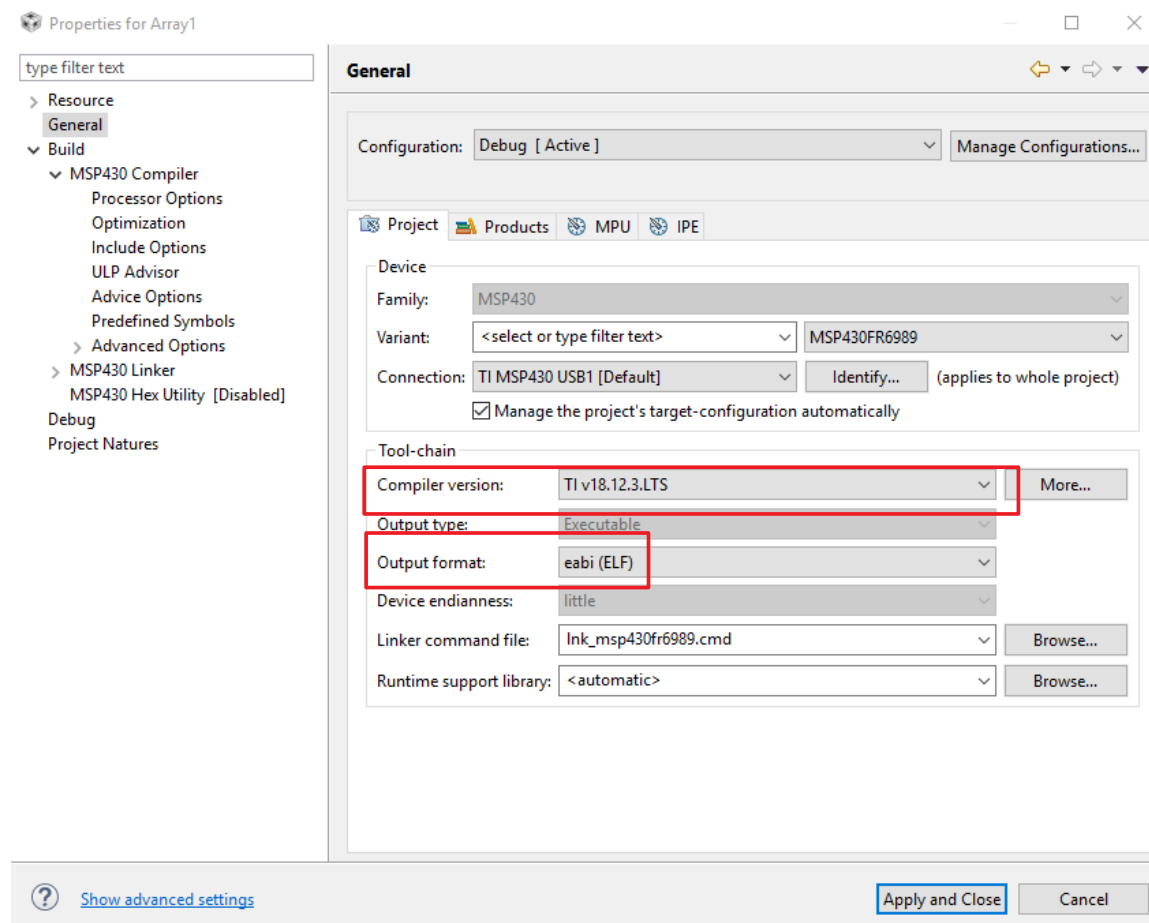 Properties for Array1
type filter text
Resource
General
Build
MSP430 Compiler
Processor Options
Optimization
Include Options
ULP Advisor
Advice Options
Predefined Symbols
Advanced Options
MSP430 Linker
MSP430 Hex Utility [Disabled]
Debug
Project Natures
General
Configuration: Debug [ Active ] Manage Configurations...
Project Products MPU IPE
Device
Family: MSP430
Variant: <select or type filter text> MSP430FR6989
Connection: TI MSP430 USB1 [Default] Identify... (applies to whole project)
Manage the project's target-configuration automatically
Tool-chain
Compiler version: TI v18.12.3.LTS More...
Output type: Executable
Output format: eabi (ELF)
Device endianness: little
Linker command file: lnk_msp430fr6989.cmd Browse...
Runtime support library: <automatic> Browse...
? Show advanced settings Apply and Close Cancel